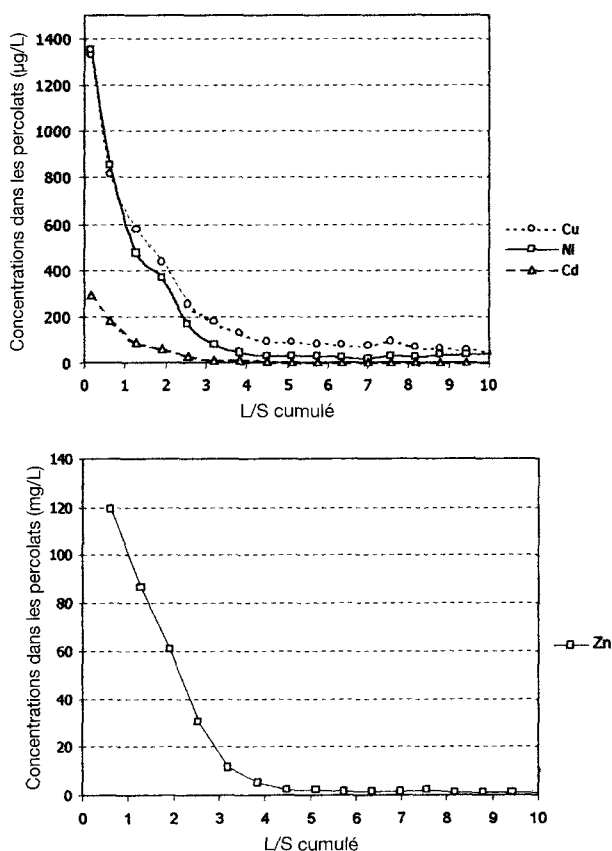 Concentrations dans les percolats (µg/L)
1400
1200
1000
800
600
400
200
0
0 1 2 3 4 5 6 7 8 9 10
L/S cumulé
Cu
Ni
Cd
Concentrations dans les percolats (mg/L)
140
120
100
80
60
40
20
0
0 1 2 3 4 5 6 7 8 9 10
L/S cumulé
Zn